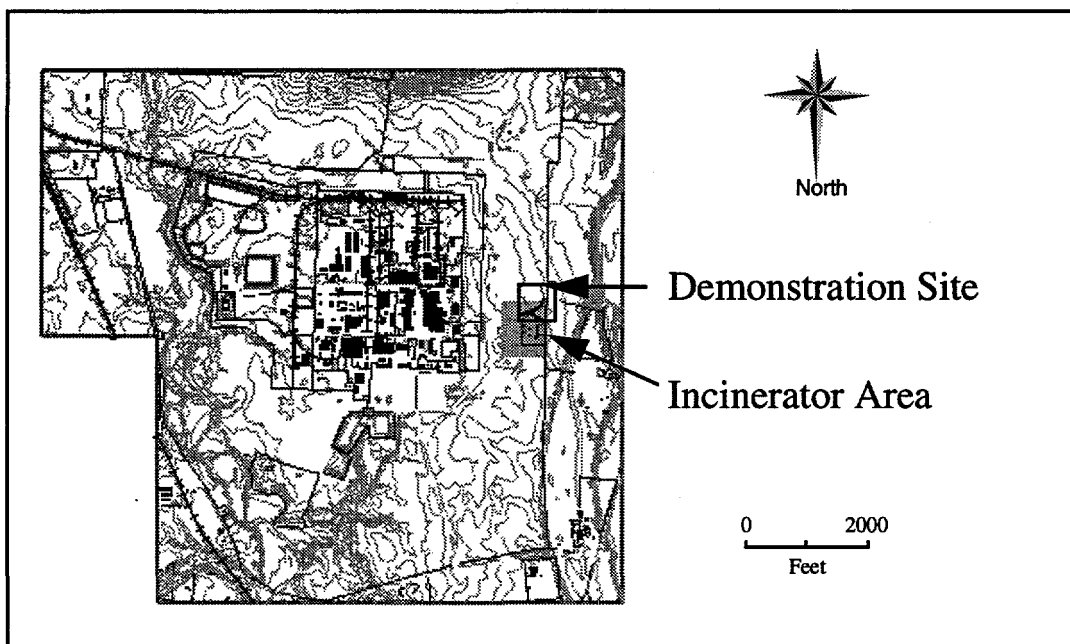 North
Demonstration Site
Incinerator Area
0 2000
Feet